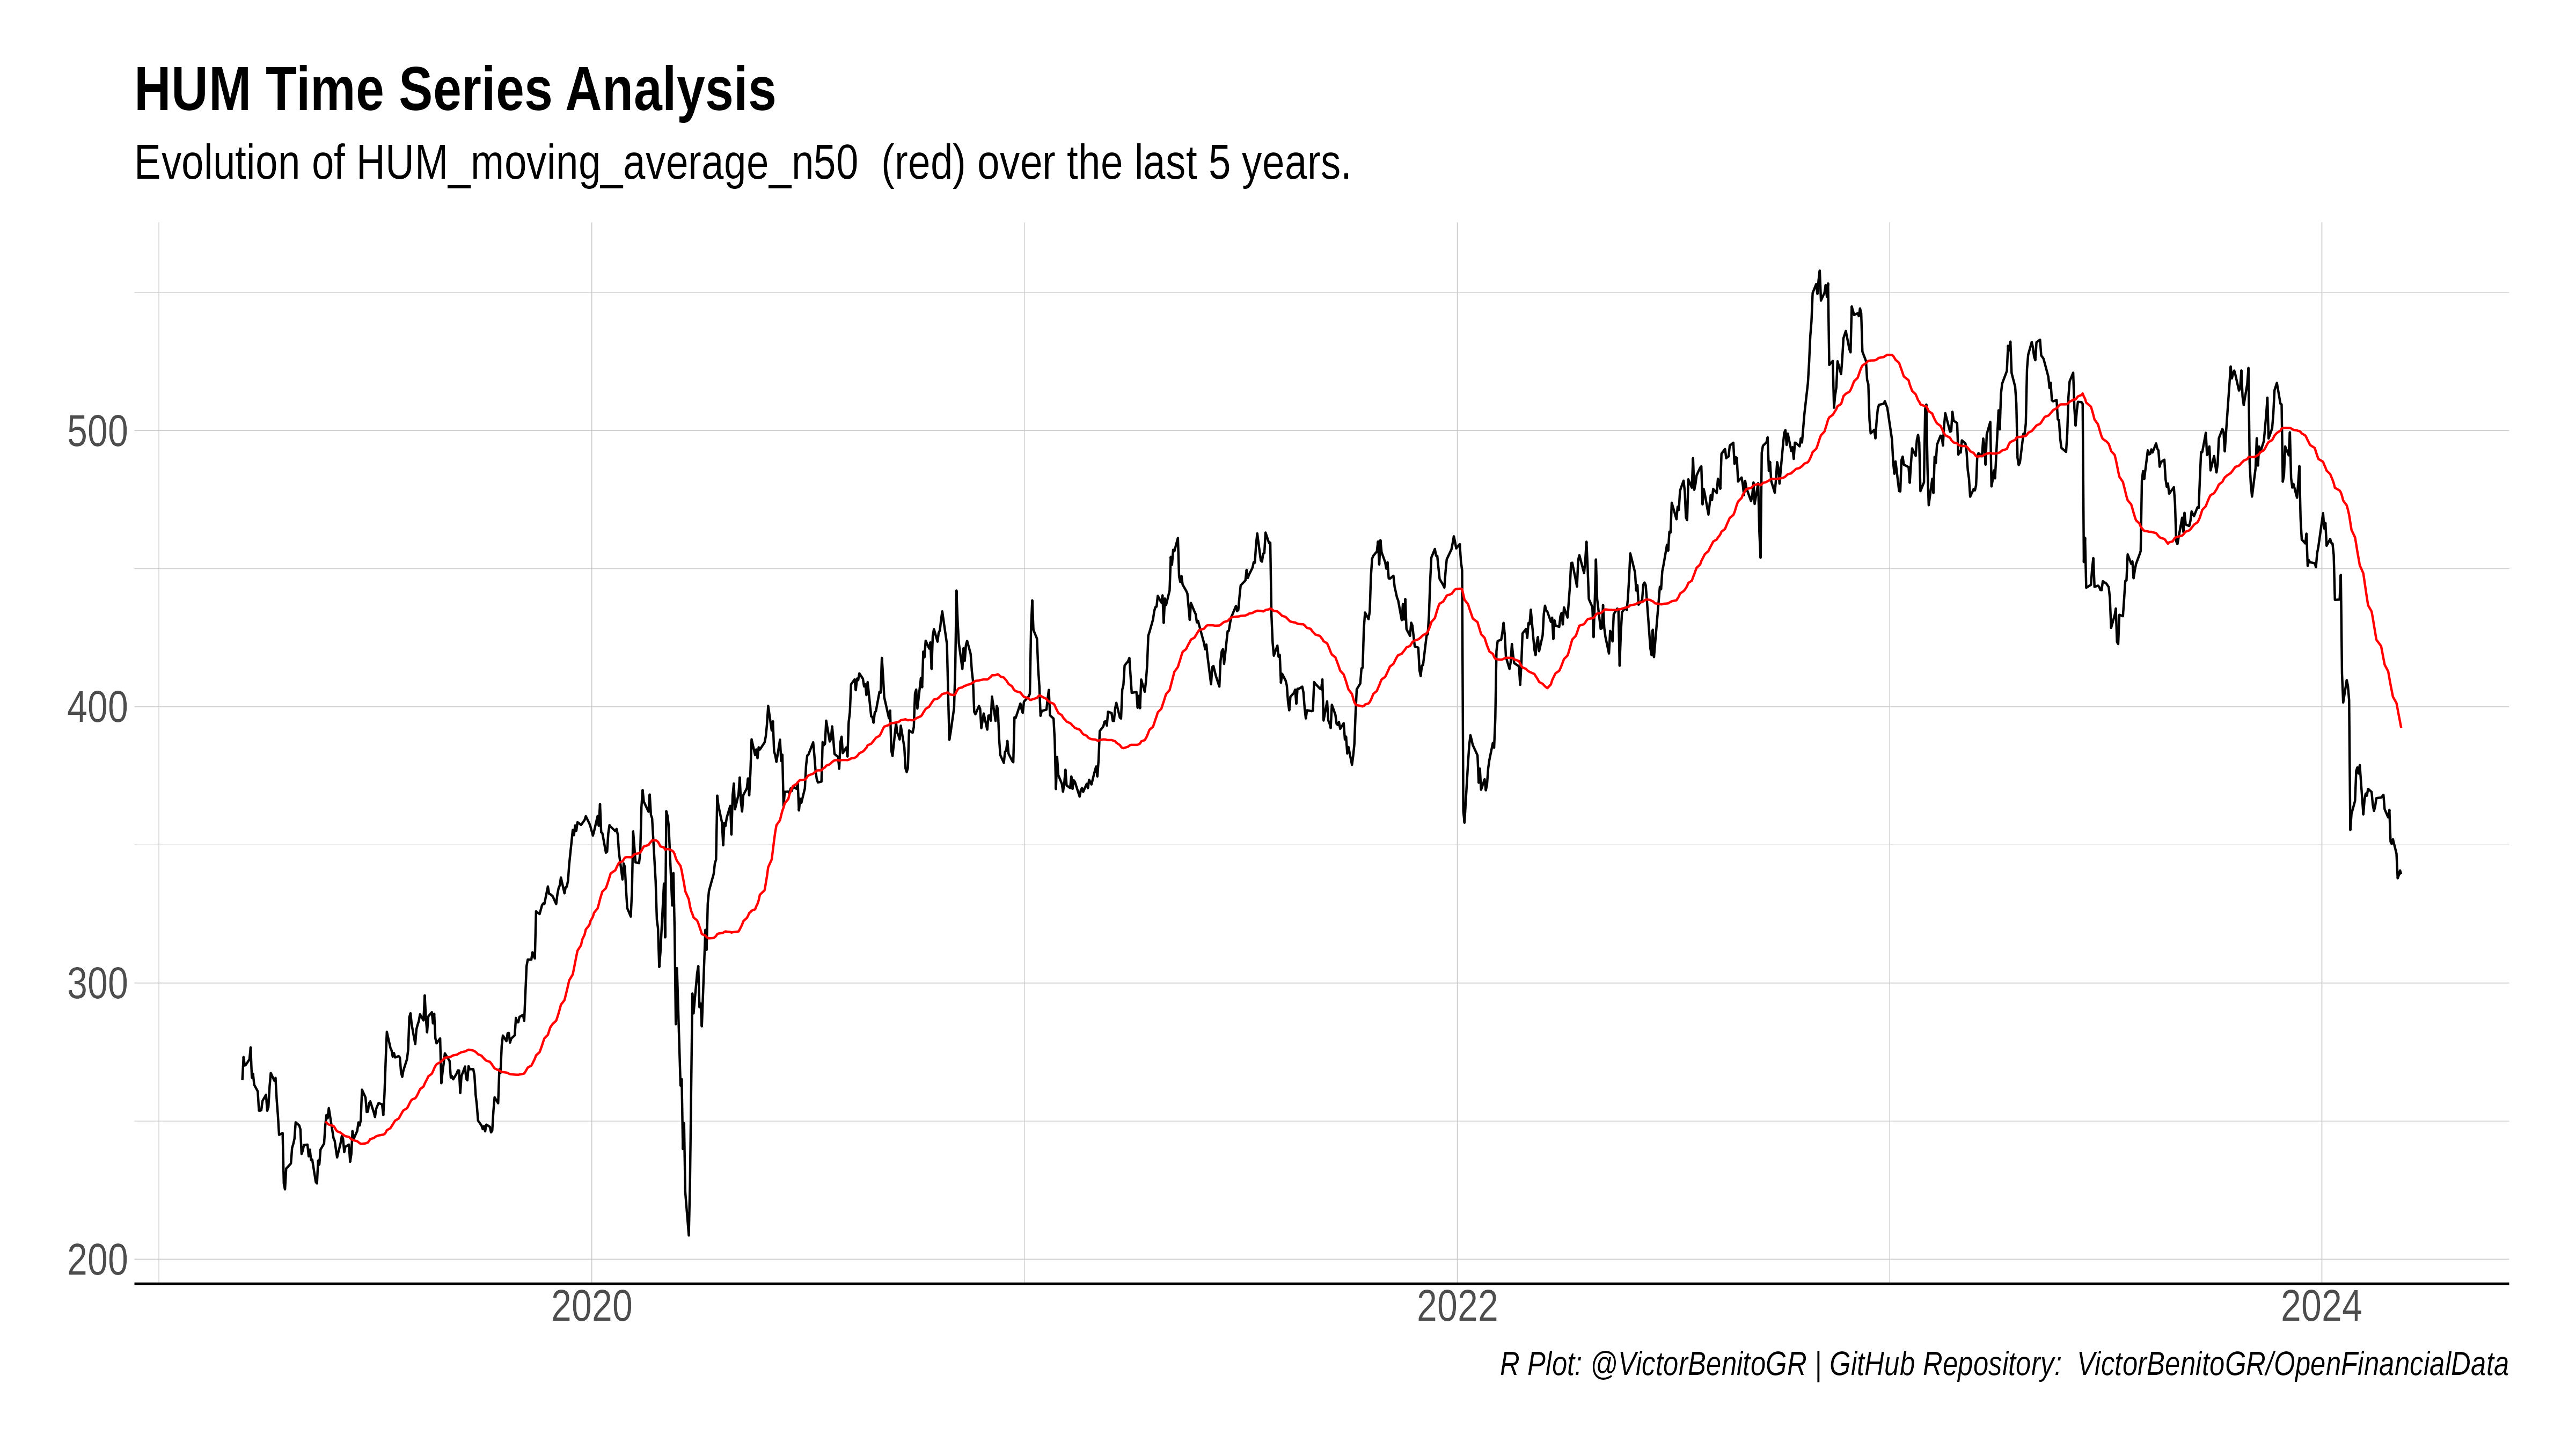 HUM Time Series Analysis
Evolution of HUM_moving_average_n50  (red) over the last 5 years.
500
400
300
200
2020 2022 2024
R Plot: @VictorBenitoGR | GitHub Repository:  VictorBenitoGR/OpenFinancialData